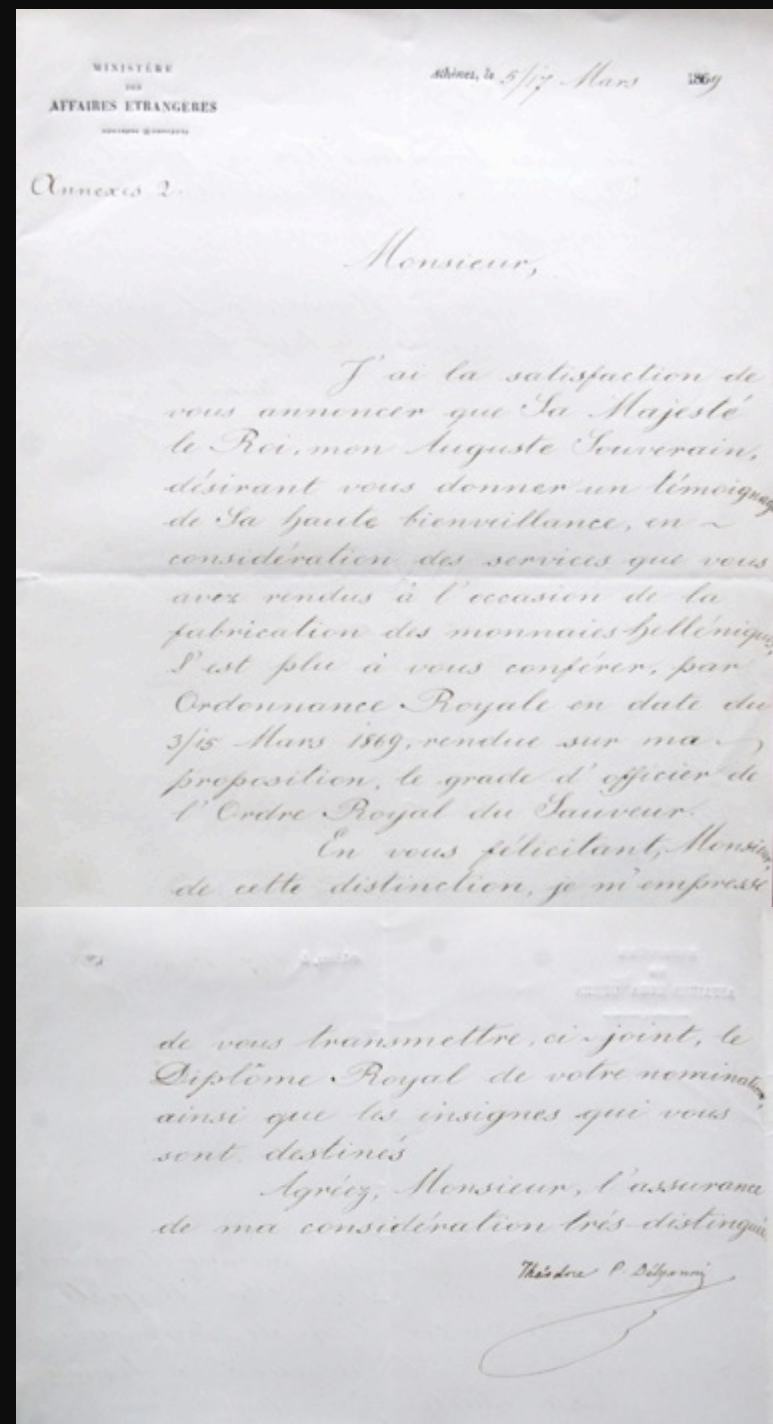 MINISTÈRE
DES
AFFAIRES ETRANGÈRES
Athènes, le 5/17 Mars 1869
Annexes 2.
Monsieur,
J'ai la satisfaction de
vous annoncer que Sa Majesté
le Roi, mon Auguste Souverain,
désirant vous donner un témoignage
de Sa haute bienveillance, en
considération des services que vous
avez rendus à l'occasion de la
fabrication des monnaies helléniques,
S'est plu à vous conférer, par
Ordonnance Royale en date du
3/15 Mars 1869, rendue sur ma
proposition, le grade d'officier de
l'Ordre Royal du Sauveur.
En vous félicitant, Monsieur,
de cette distinction, je m'empresse
de vous transmettre, ci-joint, le
Diplôme Royal de votre nomination,
ainsi que les insignes qui vous
sont destinés
Agréez, Monsieur, l'assurance
de ma considération très-distinguée
Théodore P. Délyanni